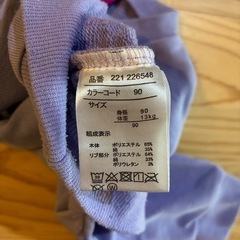 品番 221 226548
カラーコード 90
サイズ
身長 90
体重 13kg
90
組成表示
本体 ポリエステル 65%
綿 35%
リブ部分 ポリエステル 64%
綿 33%
ポリウレタン 3%